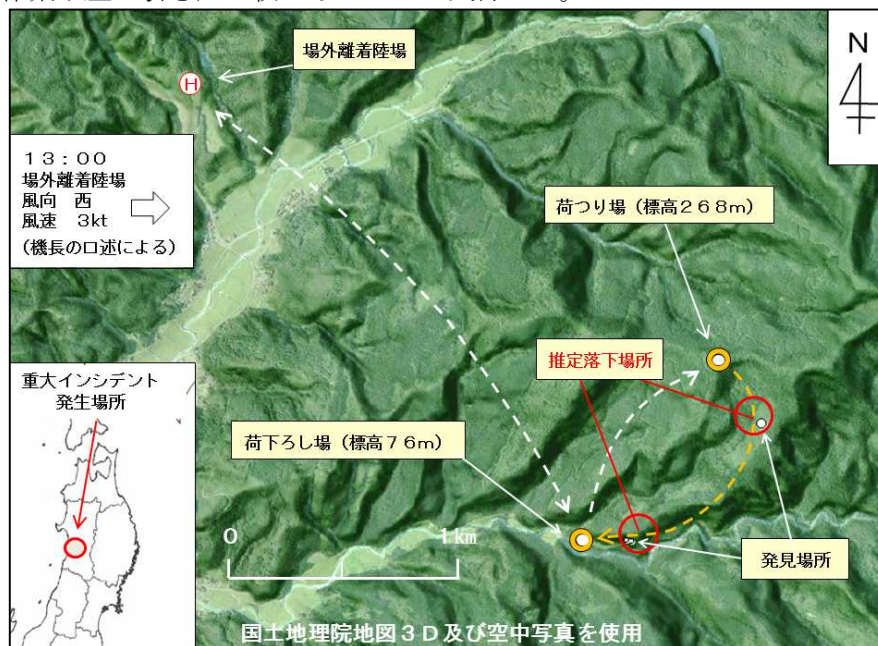 場外離着陸場
H
N
１３：００
場外離着陸場
風向　西
風速　3kt
(機長の口述による)
荷つり場（標高２６８ｍ）
推定落下場所
重大インシデント
発生場所
荷下ろし場（標高７６ｍ）
0
1km
発見場所
国土地理院地図３Ｄ及び空中写真を使用